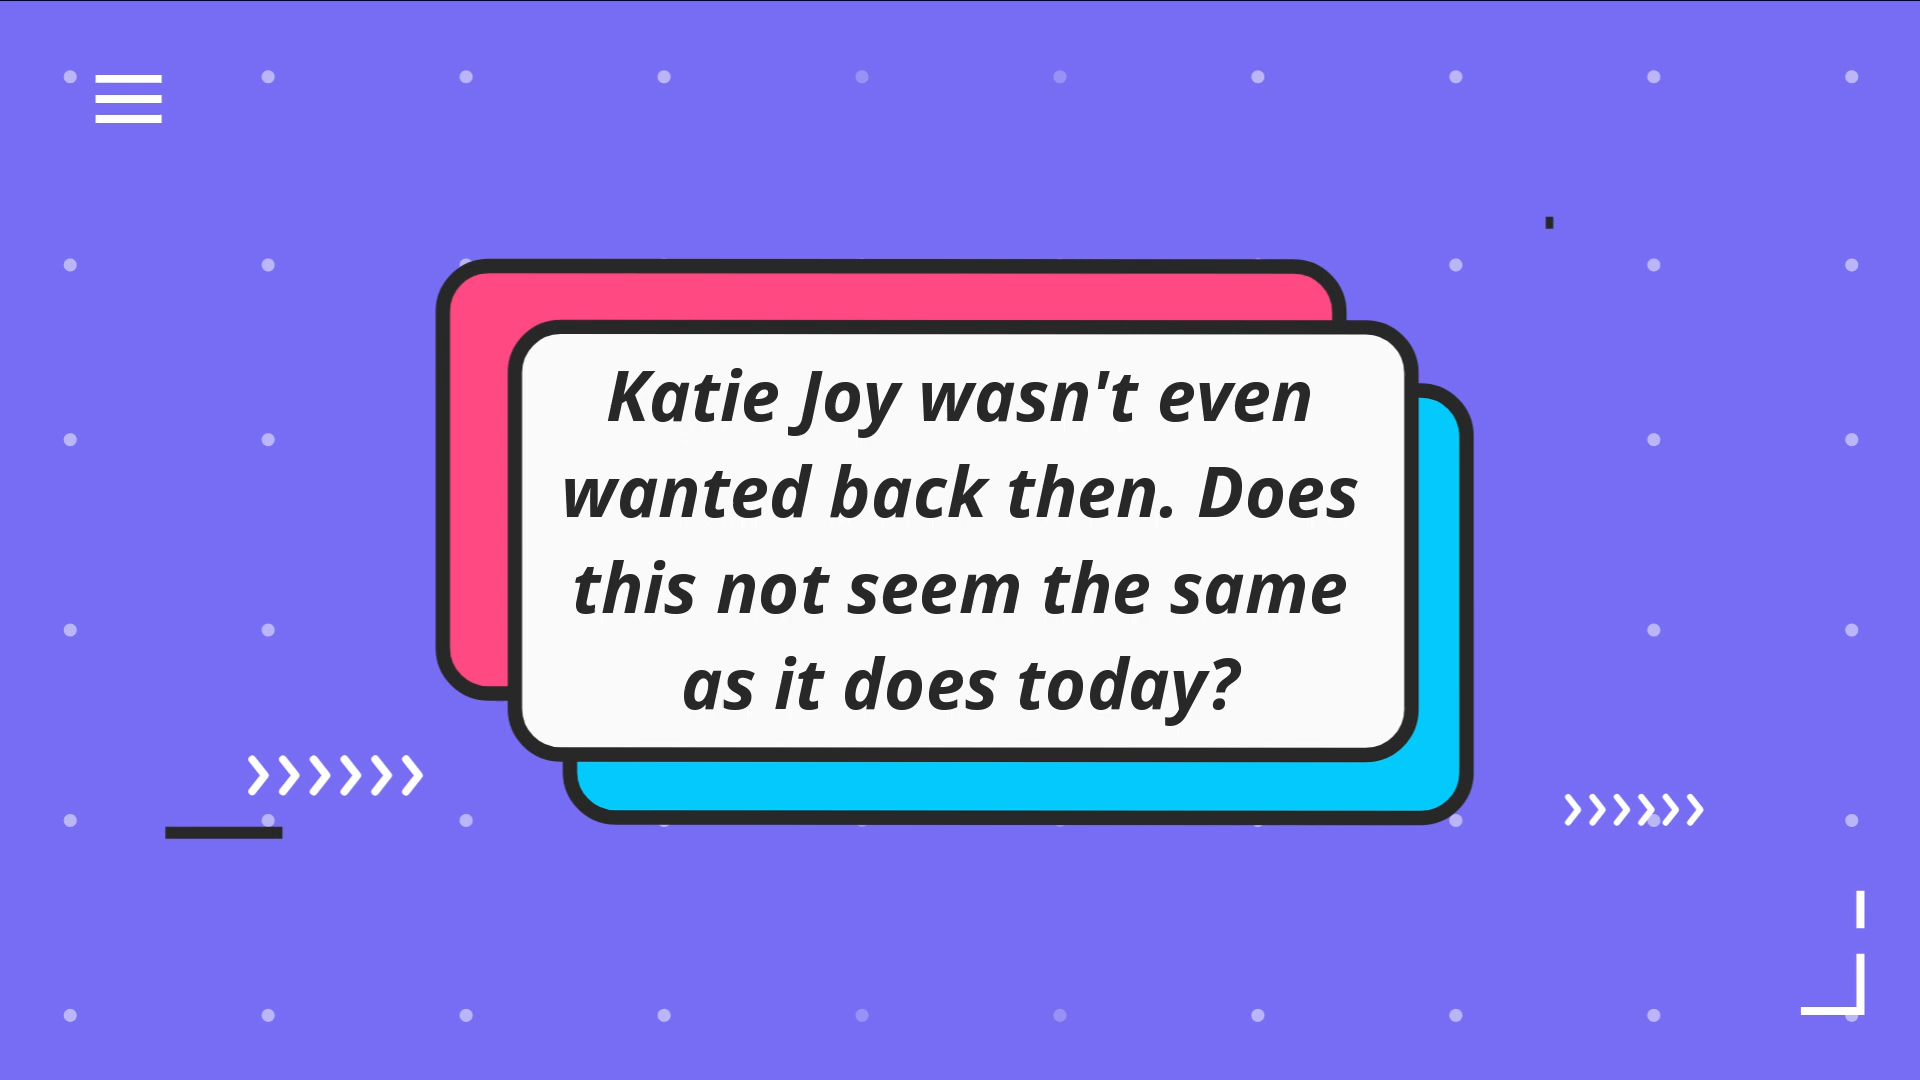 Katie Joy wasn't even
wanted back then. Does
this not seem the same
as it does today?